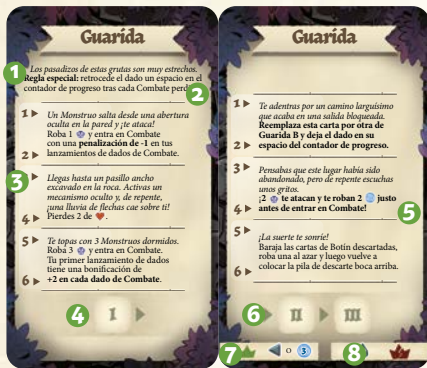 Guarida
1
Los pasadizos de estas grutas son muy estrechos.
Regla especial: retrocede el dado un espacio en el
contador de progreso tras cada Combate
2
1
Un Monstruo salta desde una abertura
oculta en la pared y ¡te ataca!
Roba 1 y entra en Combate
con una penalización de -1 en tus
2
lanzamientos de dados de Combate.
3
3
Llegas hasta un pasillo ancho
excavado en la roca. Activas un
mecanismo oculto y, de repente,
¡una lluvia de flechas cae sobre ti!
4
Pierdes 2 de
5
Te topas con 3 Monstruos dormidos.
Roba 3 y entra en Combate.
Tu primer lanzamiento de dados
tiene una bonificación de
6
+2 en cada dado de Combate.
4
I
Guarida
1
Te adentras por un camino larguísimo
que acaba en una salida bloqueada.
Reemplaza esta carta por otra de
Guarida B y deja el dado en su
2
espacio del contador de progreso.
3
Pensabas que este lugar había sido
abandonado, pero de repente escuchas
unos gritos.
¡2 te atacan y te roban 2 justo
4
antes de entrar en Combate!
5
5
¡La suerte te sonríe!
Baraja las cartas de Botín descartadas,
roba una al azar y luego vuelve a
6
colocar la pila de descarte boca arriba.
6
II
III
7
o
3
8